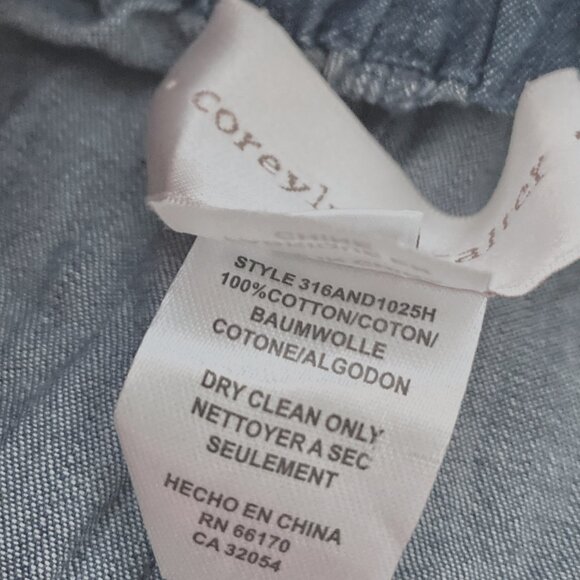 coreyl
CHINE
STYLE 316AND1025H
100%COTTON/COTON/
BAUMWOLLE
COTONE/ALGODON
DRY CLEAN ONLY
NETTOYER A SEC
SEULEMENT
HECHO EN CHINA
RN 66170
CA 32054